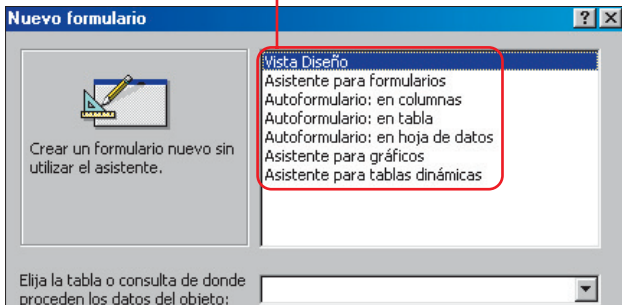 Nuevo formulario
Vista Diseño
Asistente para formularios
Autoformulario: en columnas
Autoformulario: en tabla
Autoformulario: en hoja de datos
Asistente para gráficos
Asistente para tablas dinámicas
Crear un formulario nuevo sin
utilizar el asistente.
Elija la tabla o consulta de donde
proceden los datos del objeto: